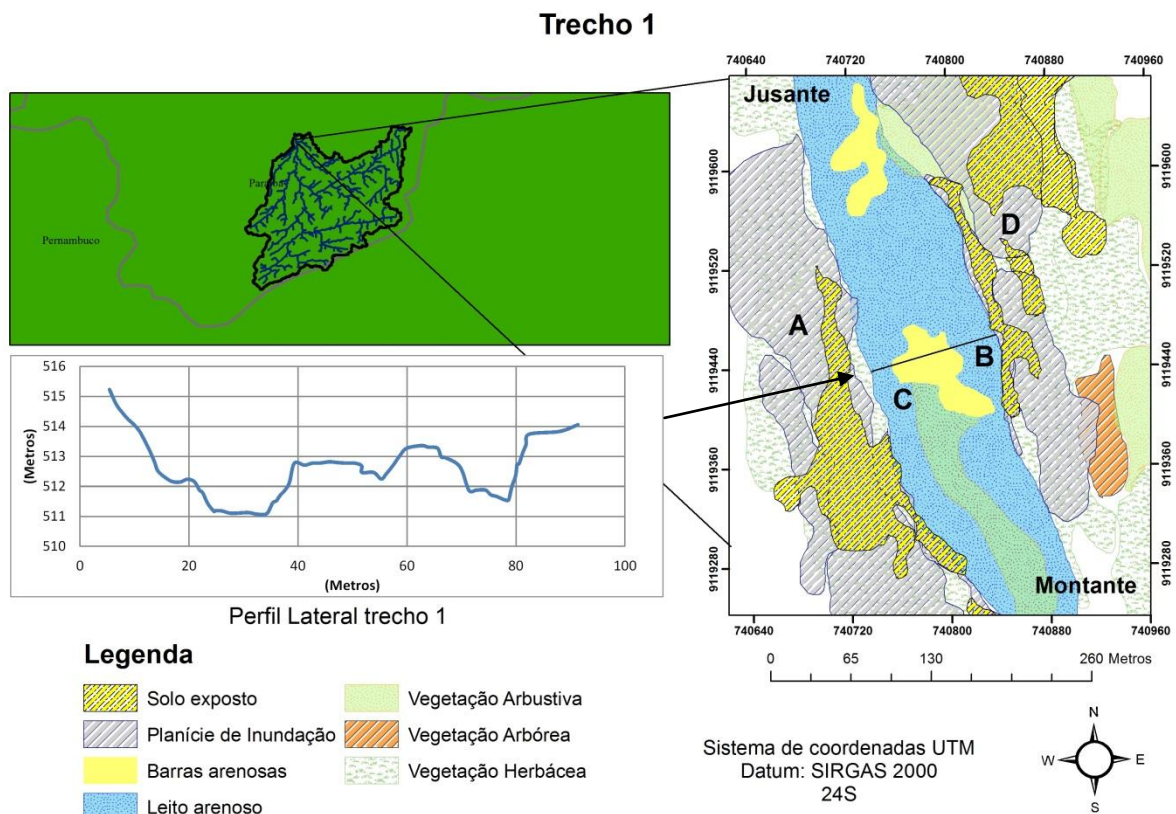 Trecho 1
Pernambuco
516
515
514
513
512
511
510
(Metros)
0 20 40 60 80 100
(Metros)
Perfil Lateral trecho 1
740640 740720 740800 740880 740960
Jusante
9119600
9119520
9119440
9119360
9119280
A
B
C
D
9119600
9119520
9119440
9119360
9119280
Montante
740640 740720 740800 740880 740960
0 65 130 260 Metros
Legenda
Solo exposto
Planície de Inundação
Barras arenosas
Leito arenoso
Vegetação Arbustiva
Vegetação Arbórea
Vegetação Herbácea
Sistema de coordenadas UTM
Datum: SIRGAS 2000
24S
N
W E
S